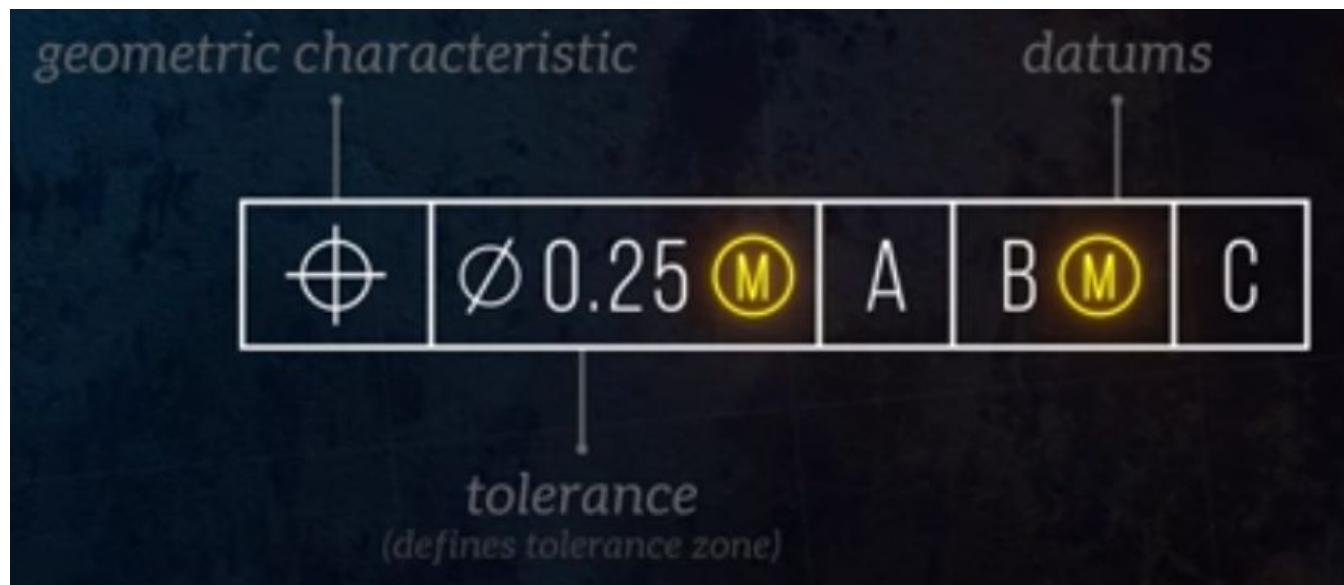 geometric characteristic
datums
⌖ ⌀ 0.25 Ⓜ A B Ⓜ C
tolerance
(defines tolerance zone)